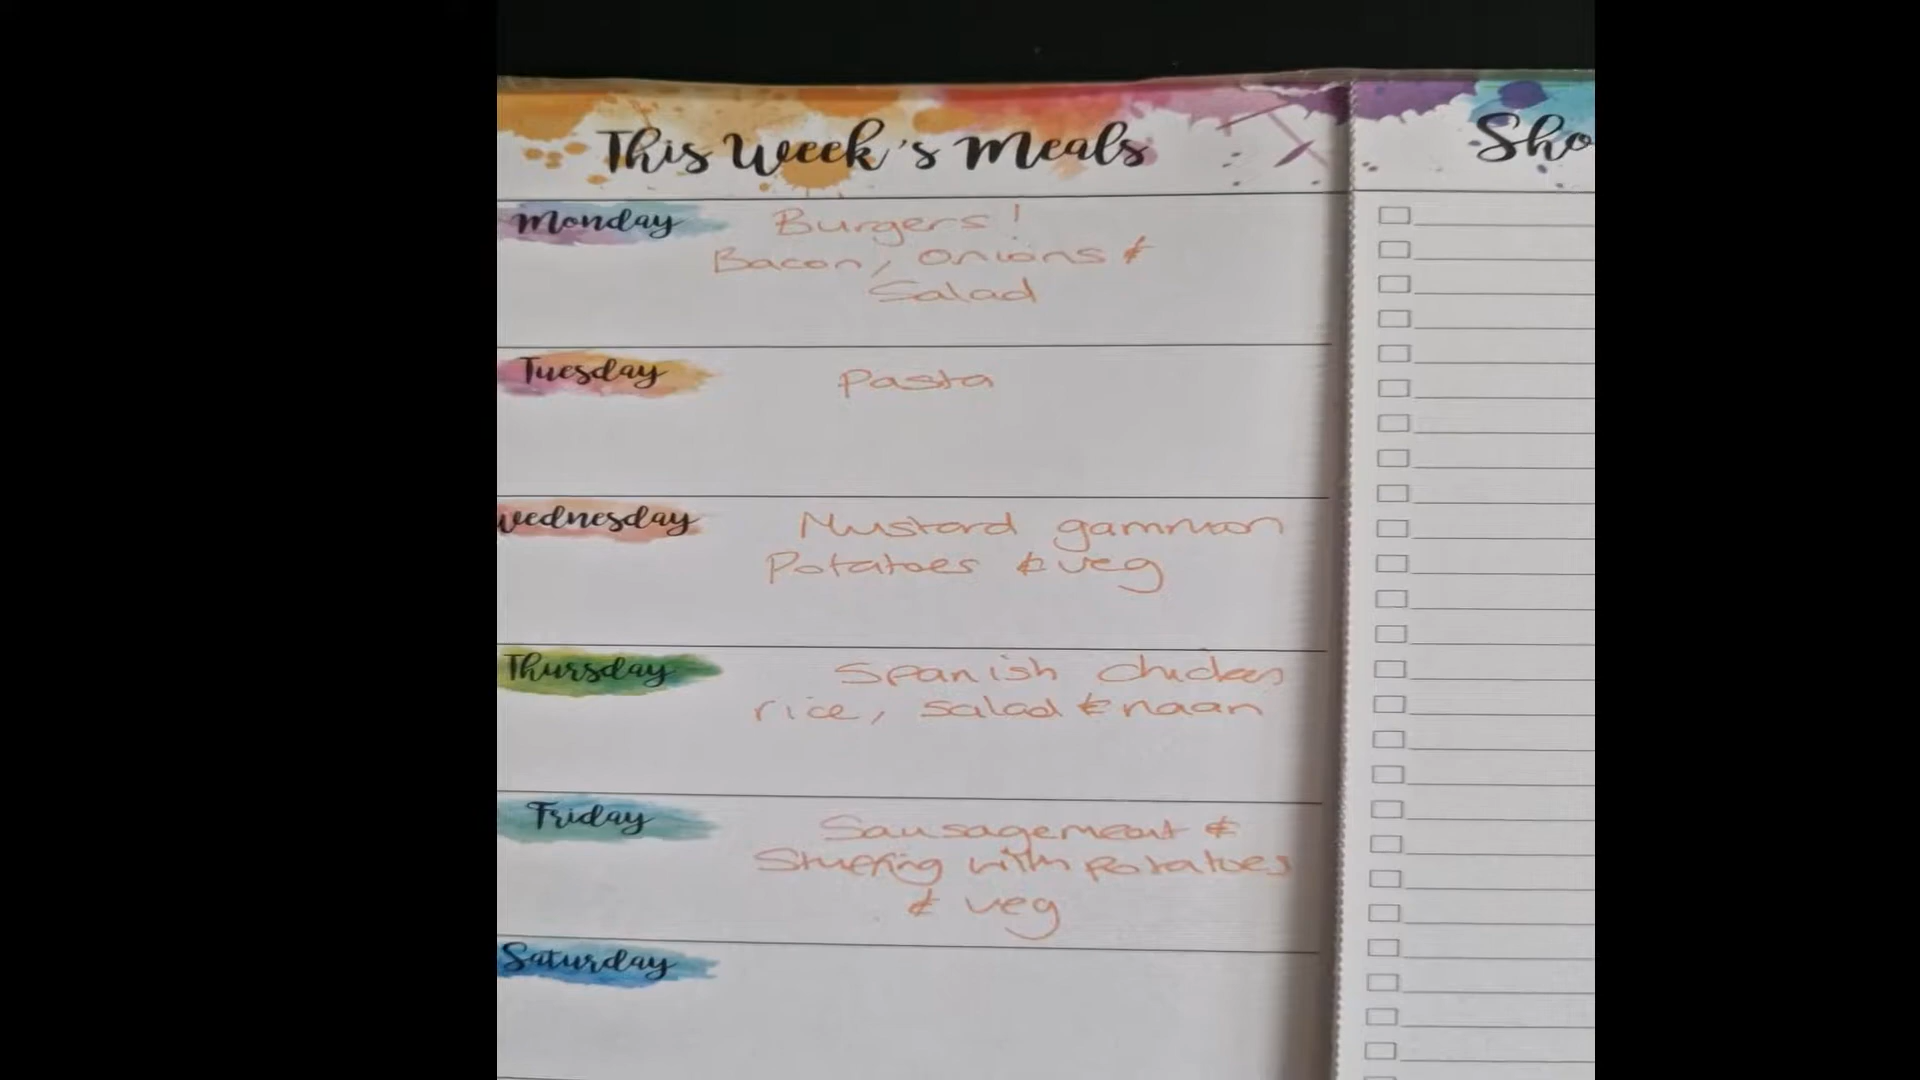 This Week's Meals
Sho
Monday
Burgers!
Bacon, onions &
Salad
Tuesday
Pasta
Wednesday
Mustard gammon
Potatoes & veg
Thursday
Spanish chicken
rice, salad & naan
Friday
Sausagemeat &
Stuffing with potatoes
& veg
Saturday